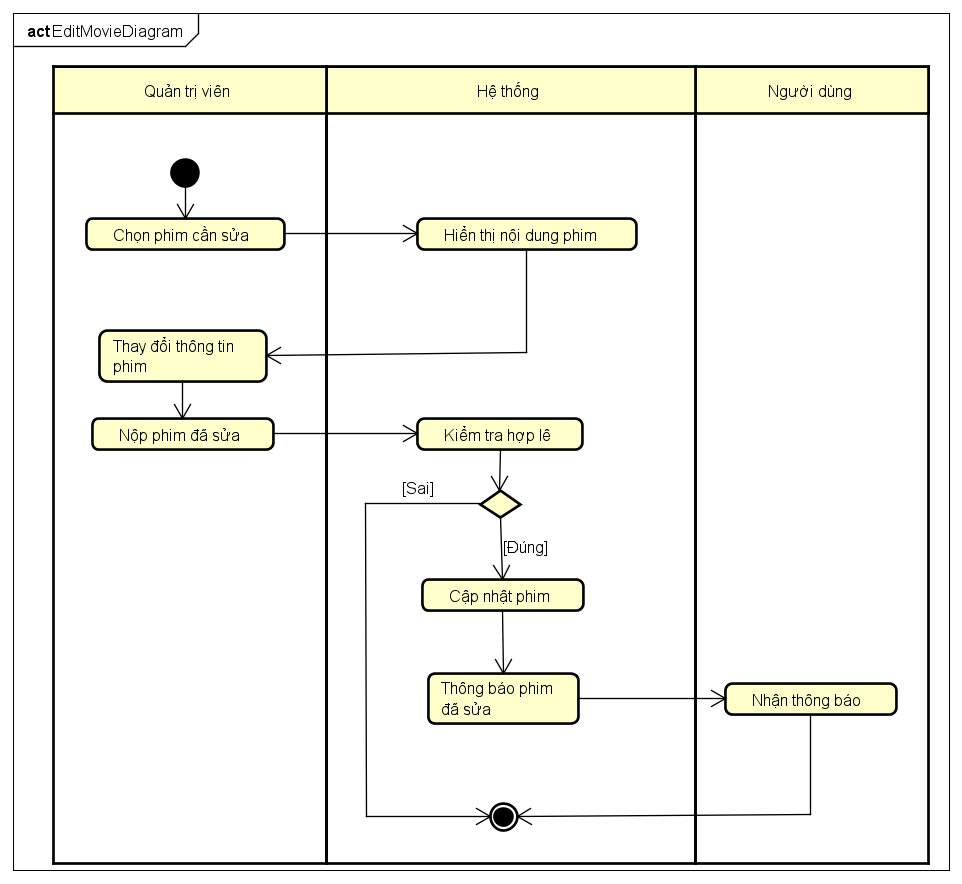 act EditMovieDiagram
Quản trị viên
Hệ thống
Người dùng
Chọn phim cần sửa
Hiển thị nội dung phim
Thay đổi thông tin
phim
Nộp phim đã sửa
Kiểm tra hợp lê
[Sai]
[Đúng]
Cập nhật phim
Thông báo phim
đã sửa
Nhận thông báo